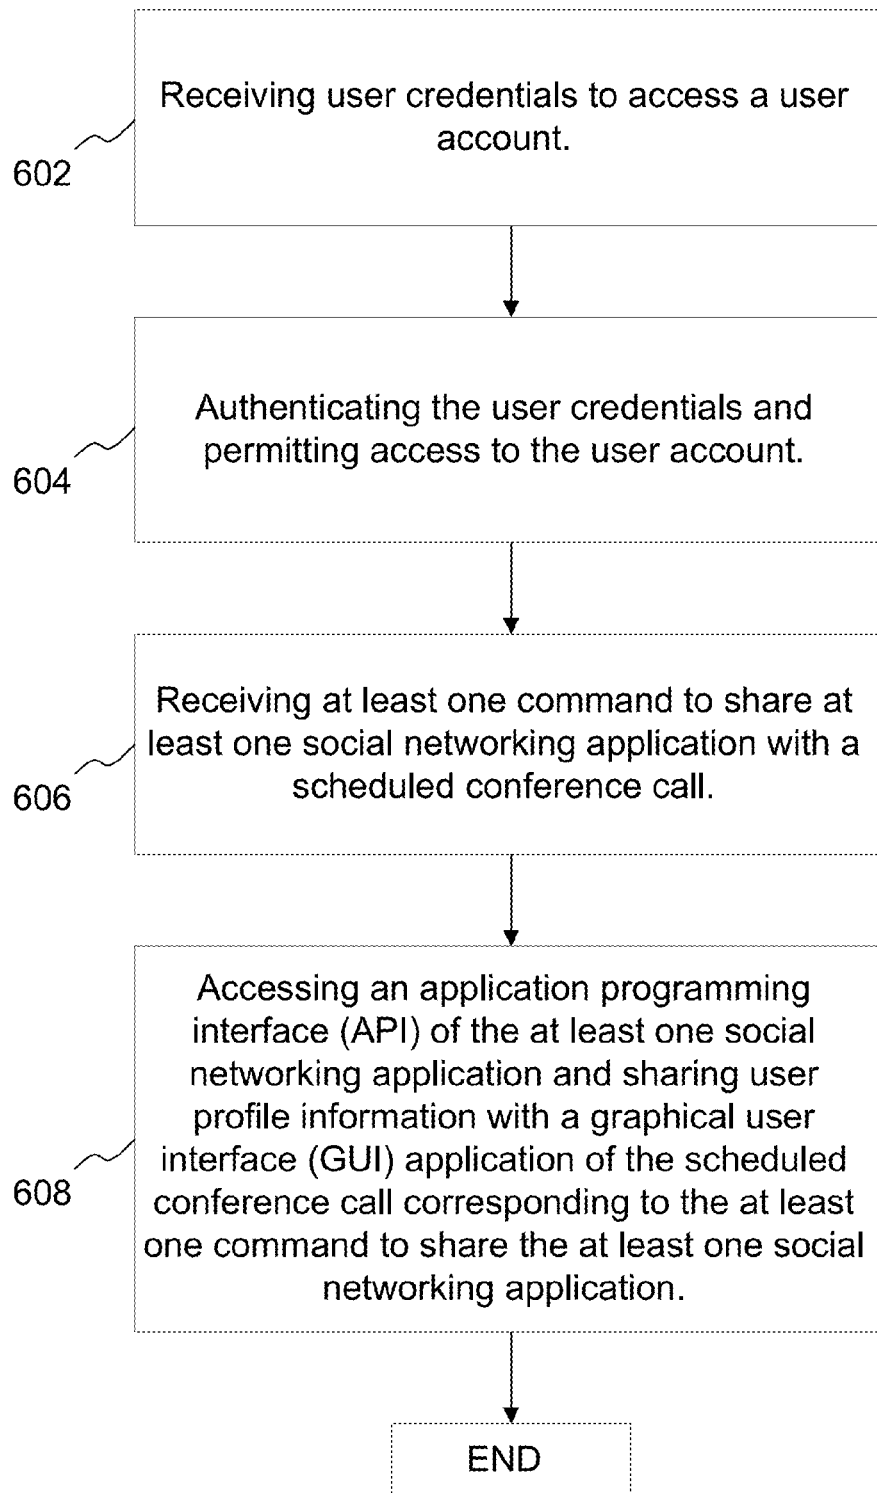 Receiving user credentials to access a user
account.
602
Authenticating the user credentials and
permitting access to the user account.
604
Receiving at least one command to share at
least one social networking application with a
scheduled conference call.
606
Accessing an application programming
interface (API) of the at least one social
networking application and sharing user
profile information with a graphical user
interface (GUI) application of the scheduled
conference call corresponding to the at least
one command to share the at least one social
networking application.
608
END